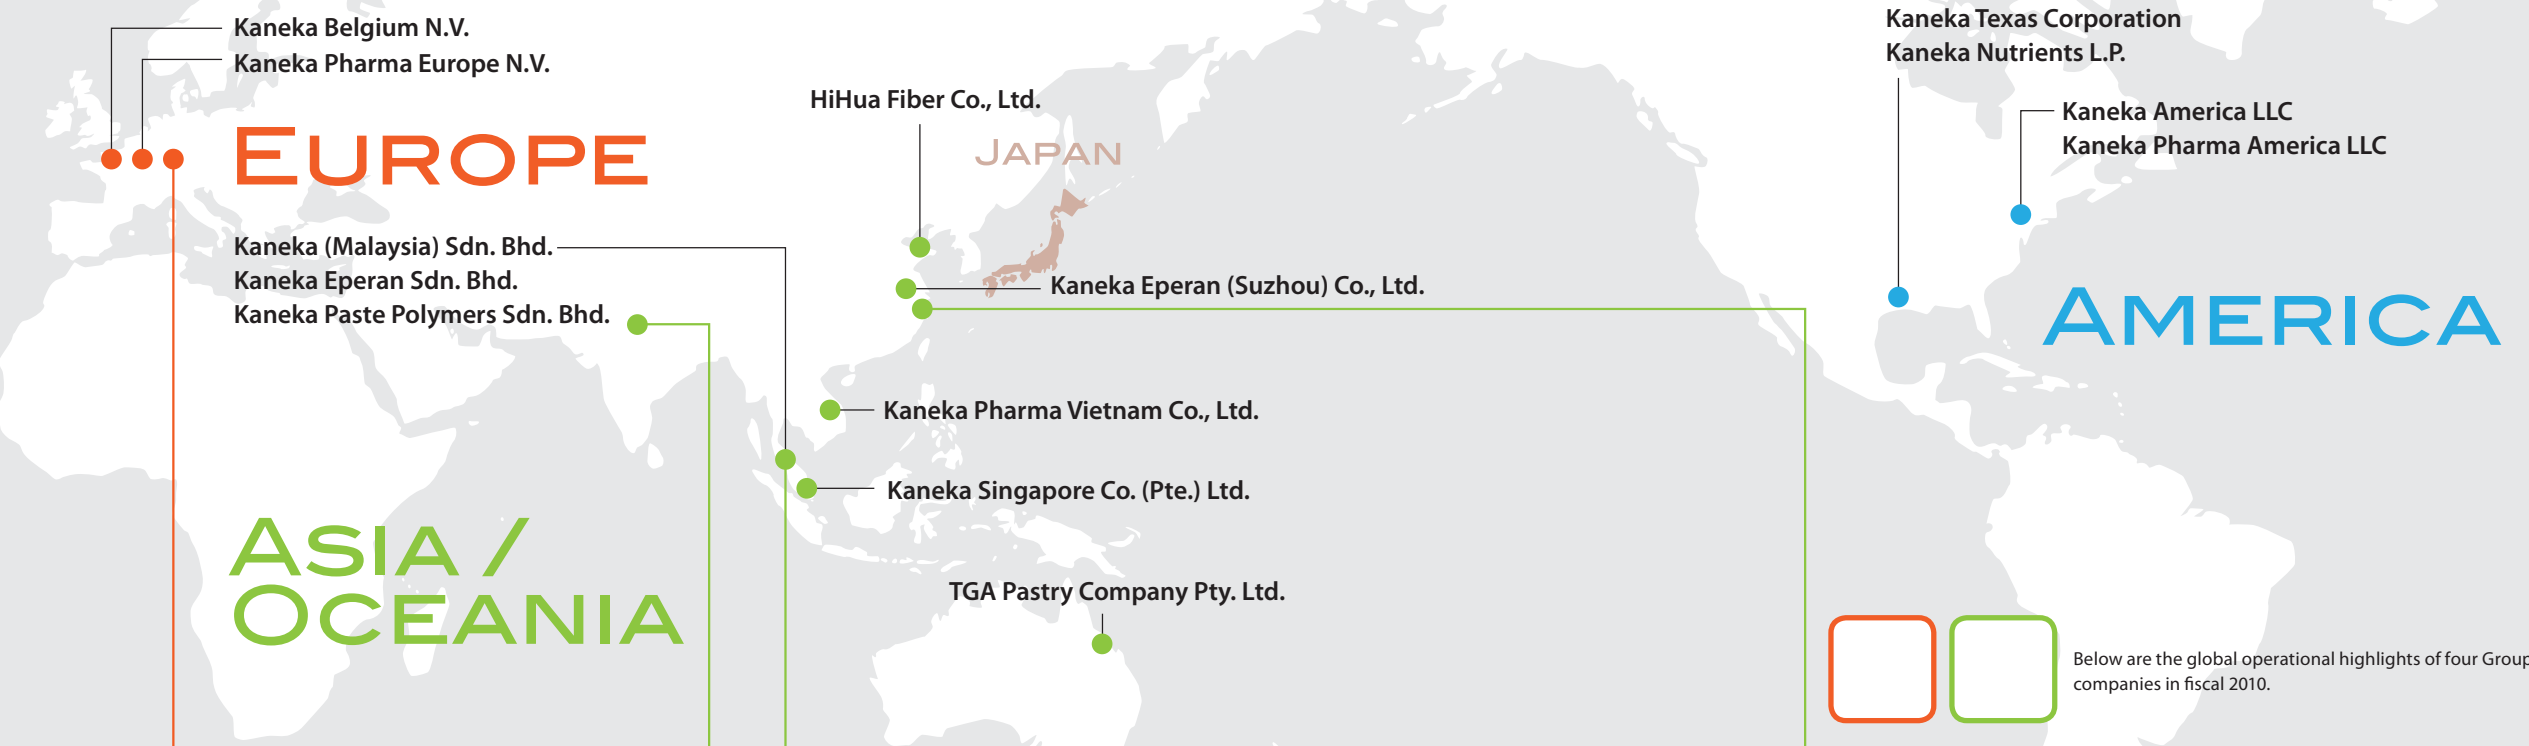 Kaneka Belgium N.V.
Kaneka Pharma Europe N.V.
EUROPE
Kaneka (Malaysia) Sdn. Bhd.
Kaneka Eperan Sdn. Bhd.
Kaneka Paste Polymers Sdn. Bhd.
ASIA /
OCEANIA
HiHua Fiber Co., Ltd.
JAPAN
Kaneka Eperan (Suzhou) Co., Ltd.
Kaneka Pharma Vietnam Co., Ltd.
Kaneka Singapore Co. (Pte.) Ltd.
TGA Pastry Company Pty. Ltd.
Kaneka Texas Corporation
Kaneka Nutrients L.P.
Kaneka America LLC
Kaneka Pharma America LLC
AMERICA
Below are the global operational highlights of four Group
companies in fiscal 2010.